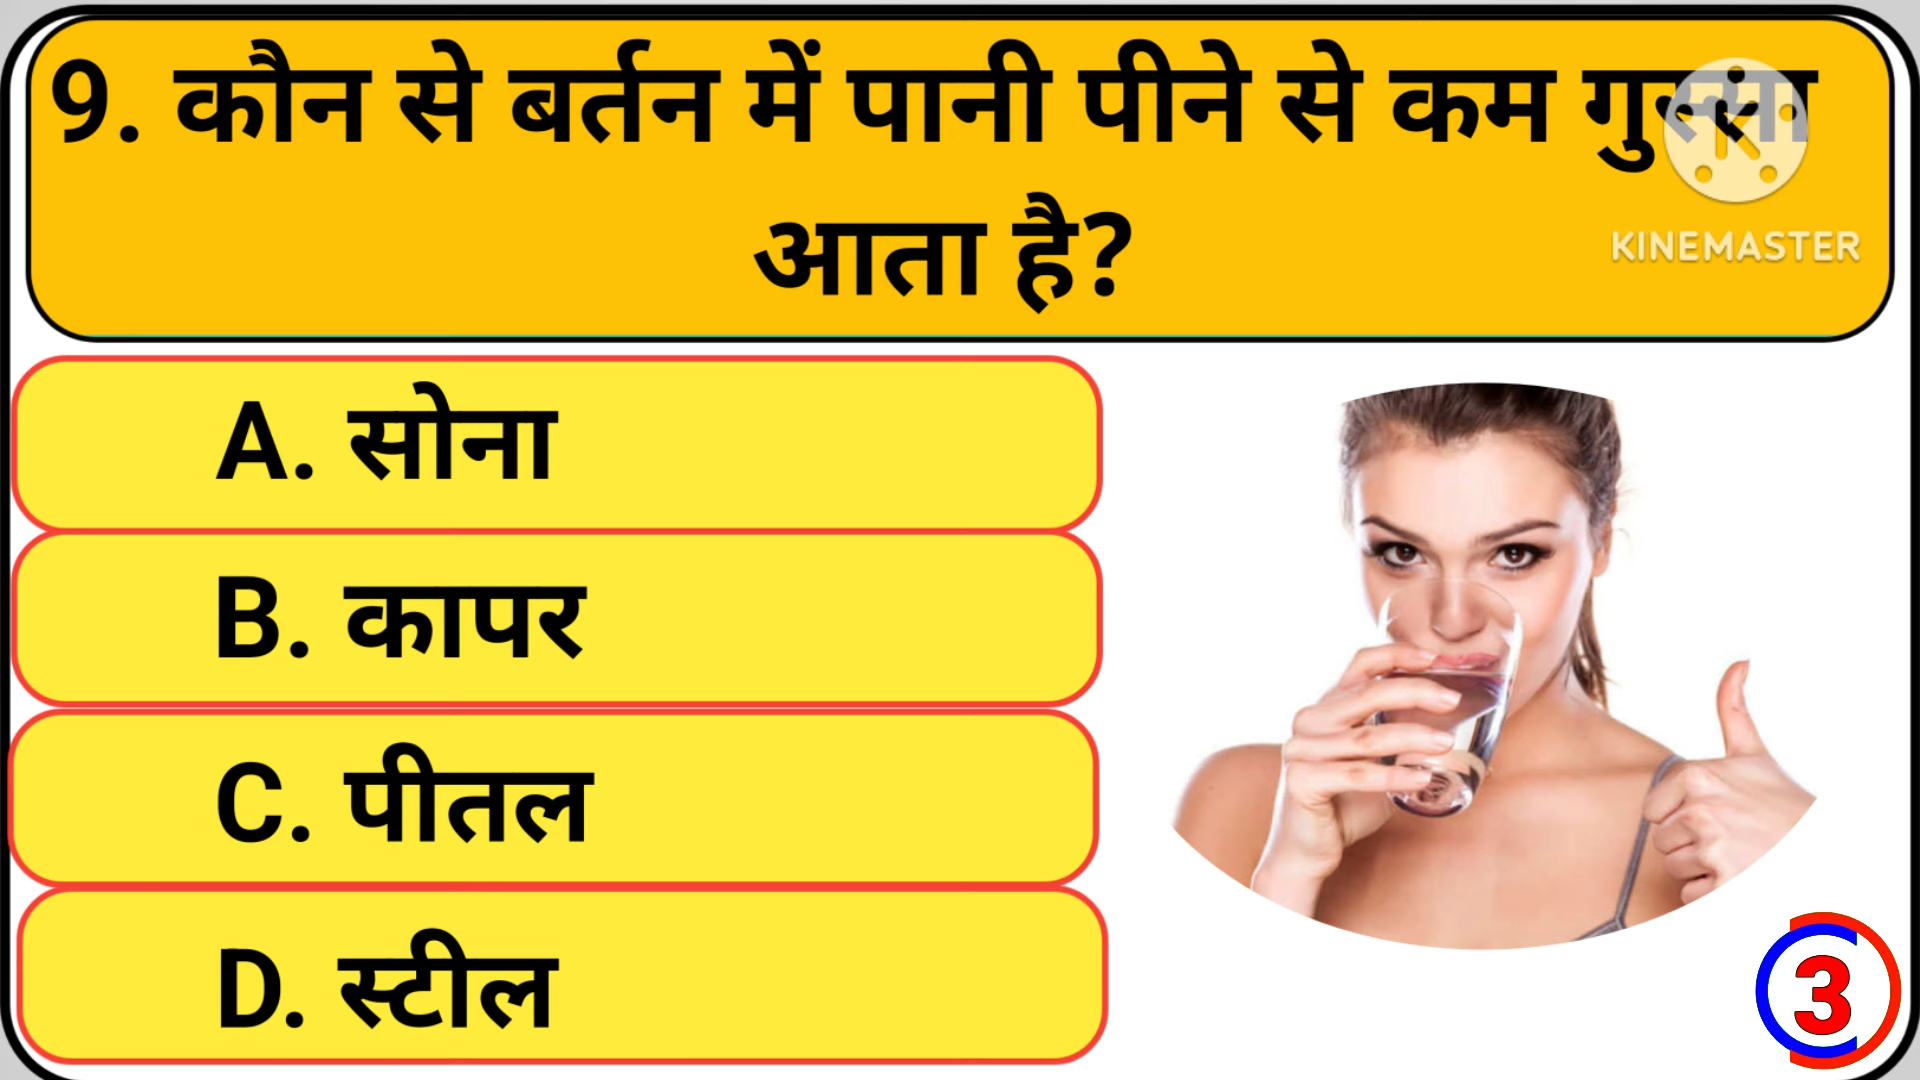 9. कौन से बर्तन में पानी पीने से कम गुस्सा
आता है?
KINEMASTER
A. सोना
B. कापर
C. पीतल
D. स्टील
3